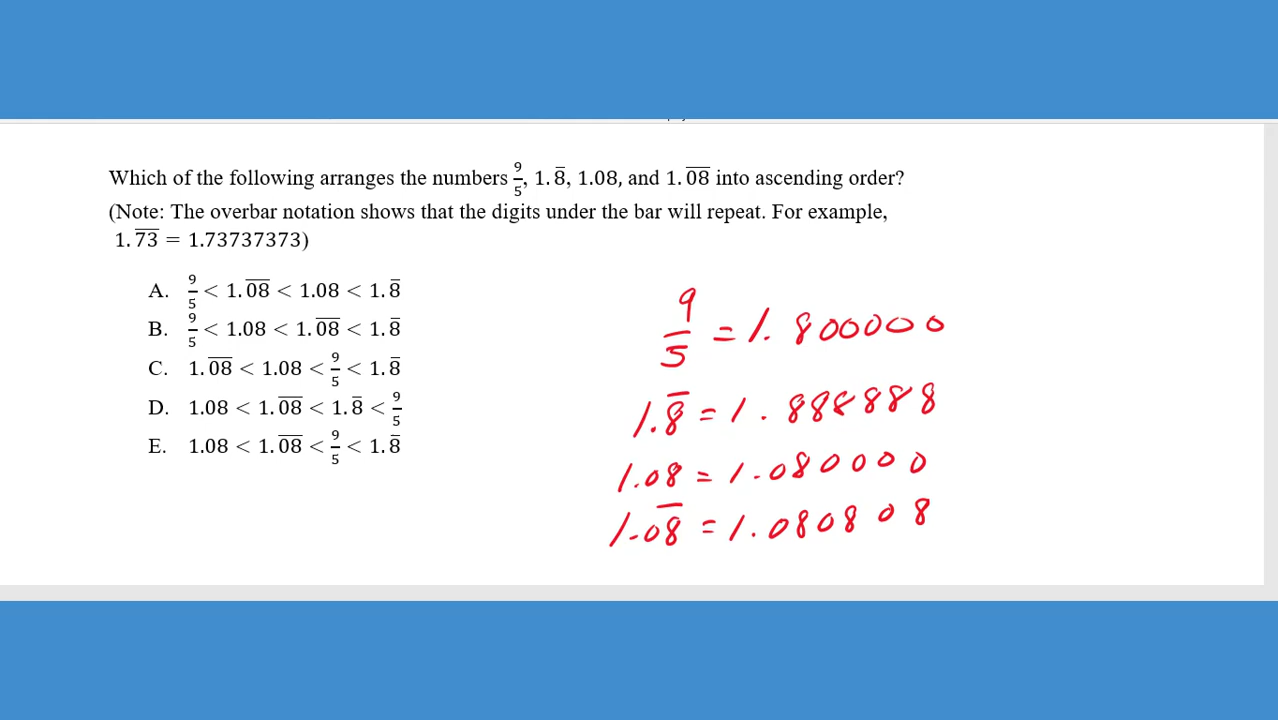 Which of the following arranges the numbers 9/5, 1.8̅, 1.08, and 1.0̅8̅ into ascending order?
(Note: The overbar notation shows that the digits under the bar will repeat. For example,
1.7̅3̅ = 1.73737373)
A. 9/5 < 1.0̅8̅ < 1.08 < 1.8̅
B. 9/5 < 1.08 < 1.0̅8̅ < 1.8̅
C. 1.0̅8̅ < 1.08 < 9/5 < 1.8̅
D. 1.08 < 1.0̅8̅ < 1.8̅ < 9/5
E. 1.08 < 1.0̅8̅ < 9/5 < 1.8̅
9/5 = 1.800000
1.8̅ = 1.888888
1.08 = 1.080000
1.0̅8̅ = 1.080808